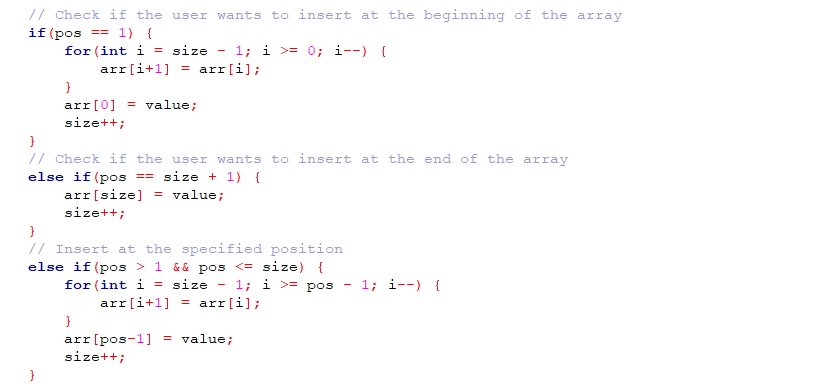 // Check if the user wants to insert at the beginning of the array
if(pos == 1) {
for(int i = size - 1; i >= 0; i--) {
arr[i+1] = arr[i];
}
arr[0] = value;
size++;
}
// Check if the user wants to insert at the end of the array
else if(pos == size + 1) {
arr[size] = value;
size++;
}
// Insert at the specified position
else if(pos > 1 && pos <= size) {
for(int i = size - 1; i >= pos - 1; i--) {
arr[i+1] = arr[i];
}
arr[pos-1] = value;
size++;
}